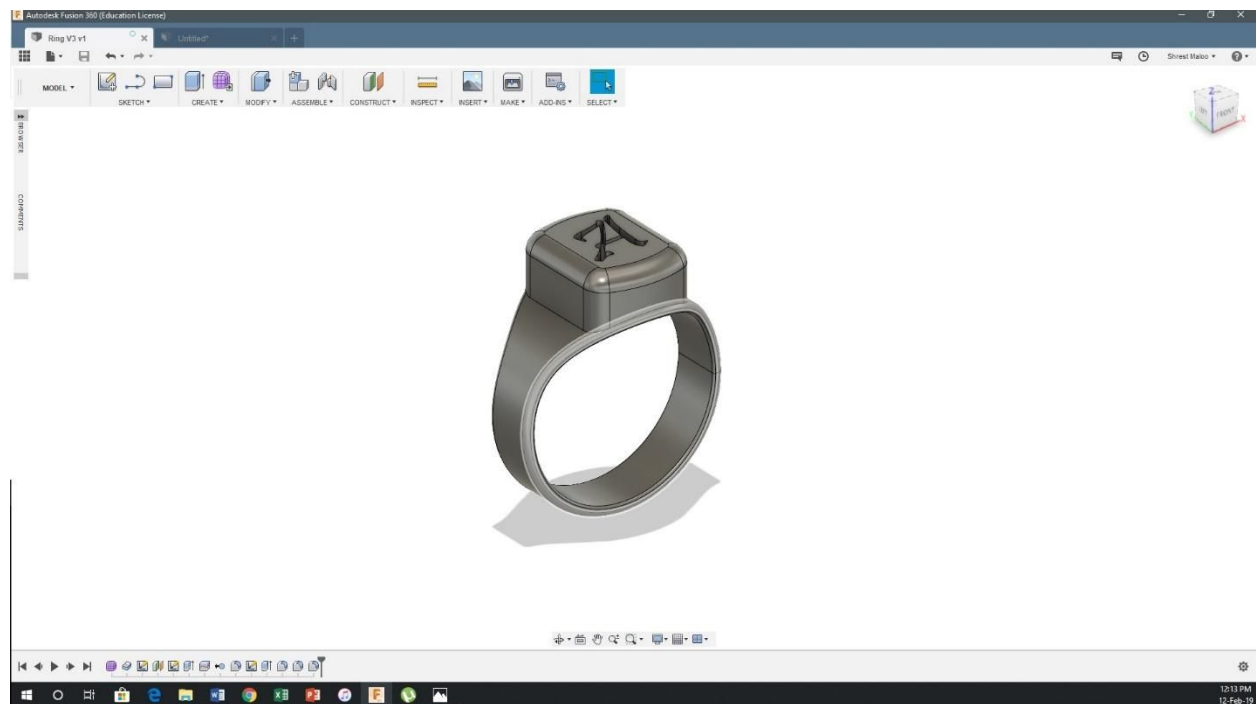 Autodesk Fusion 360 (Education License)
Ring V3 v1
Untitled*
Shrest Maloo
MODEL
SKETCH
CREATE
MODIFY
ASSEMBLE
CONSTRUCT
INSPECT
INSERT
MAKE
ADD-INS
SELECT
Z
FRONT
X
BROWSER
COMMENTS
A
12:13 PM
12-Feb-19